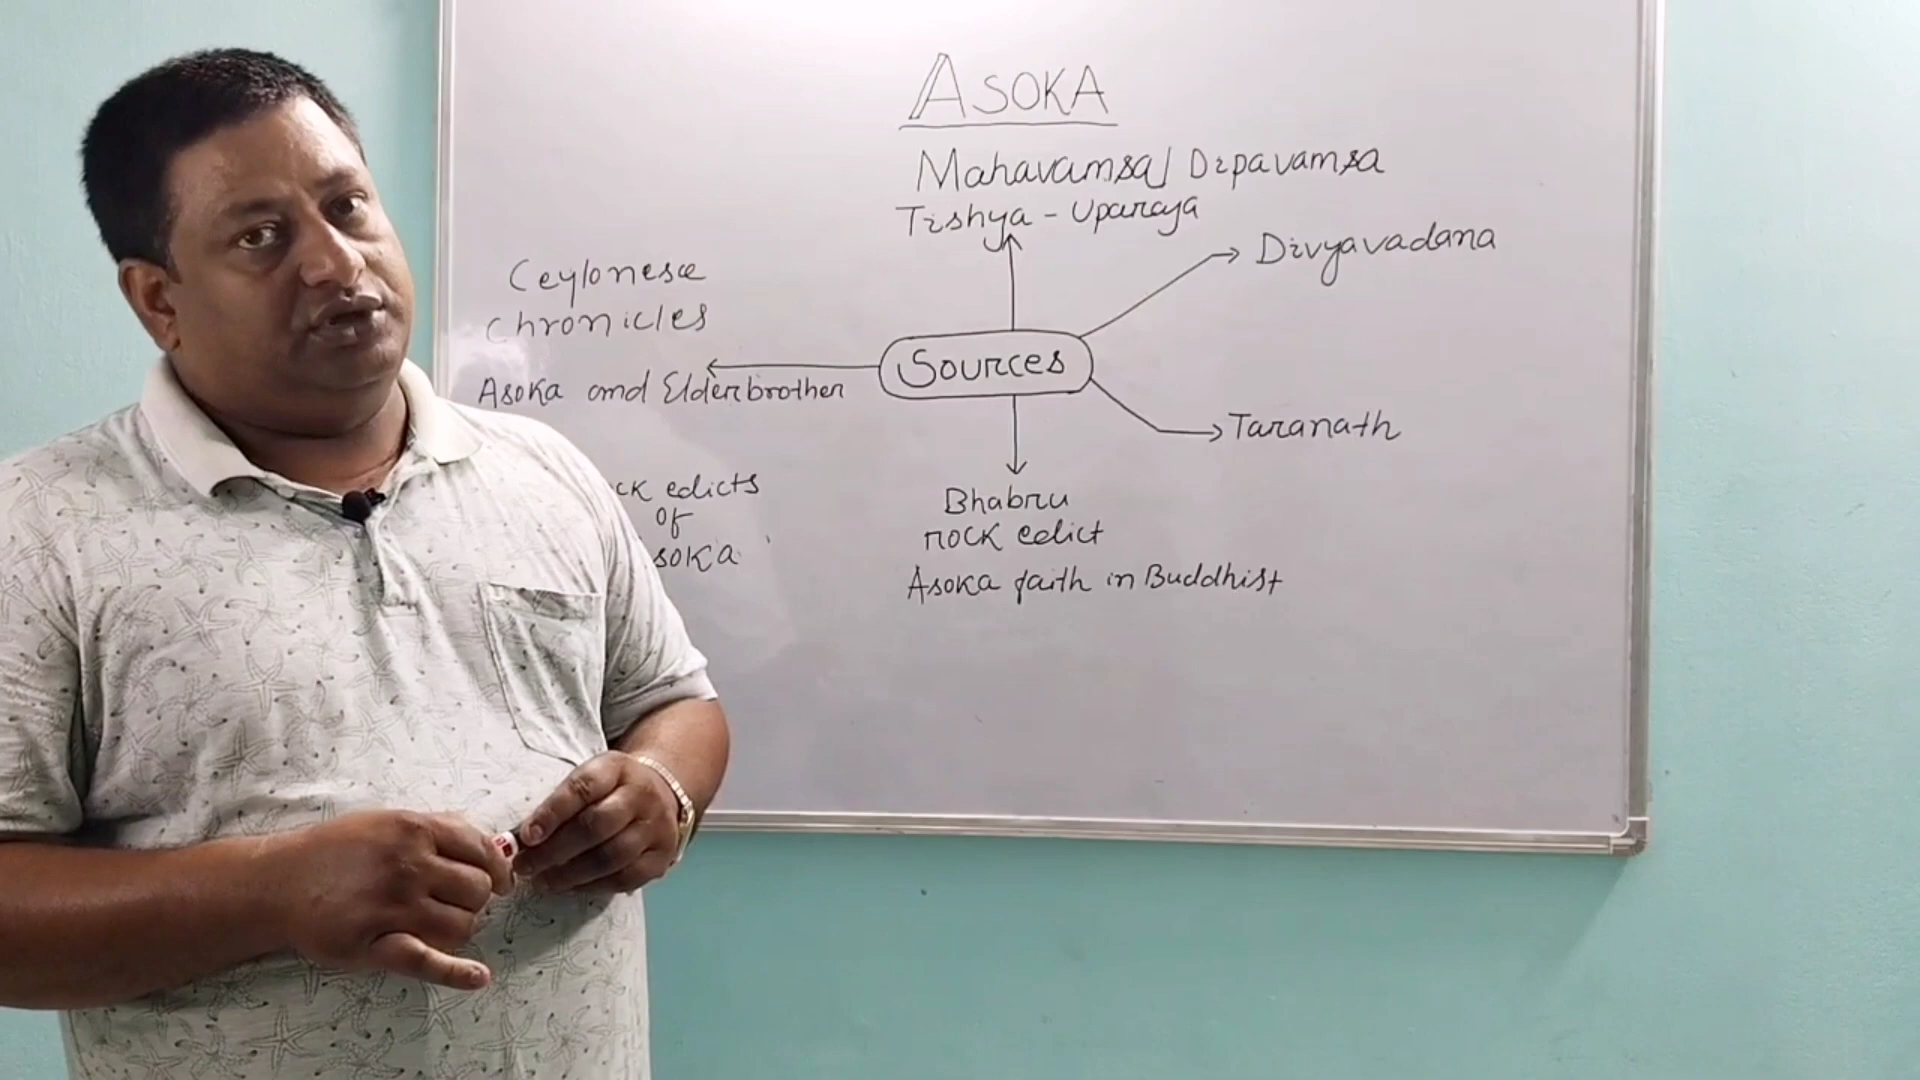 ASOKA
Mahavamsa/ Dipavamsa
Tishya - Uparaja
Divyavadana
Ceylonese
chronicles
Sources
Asoka and Elderbrother
Taranath
ck edicts
of
soka
Bhabru
rock edict
Asoka faith in Buddhist